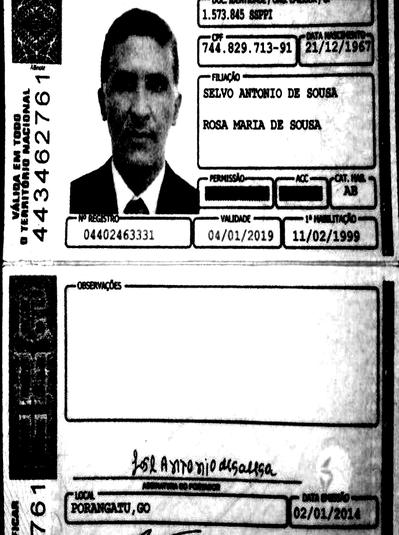 DOC. IDENTIDADE / ORG. EMISSOR / UF
1.573.845 SSPPI
CPF
744.829.713-91
DATA NASCIMENTO
21/12/1967
FILIAÇÃO
SELVO ANTONIO DE SOUSA
ROSA MARIA DE SOUSA
PERMISSÃO
ACC
CAT. HAB.
AB
Nº REGISTRO
04402463331
VALIDADE
04/01/2019
1ª HABILITAÇÃO
11/02/1999
VÁLIDA EM TODO
O TERRITÓRIO NACIONAL
443462761
OBSERVAÇÕES
José Antonio de Sousa
ASSINATURA DO PORTADOR
LOCAL
PORANGATU,GO
DATA EMISSÃO
02/01/2014
FICAR
761